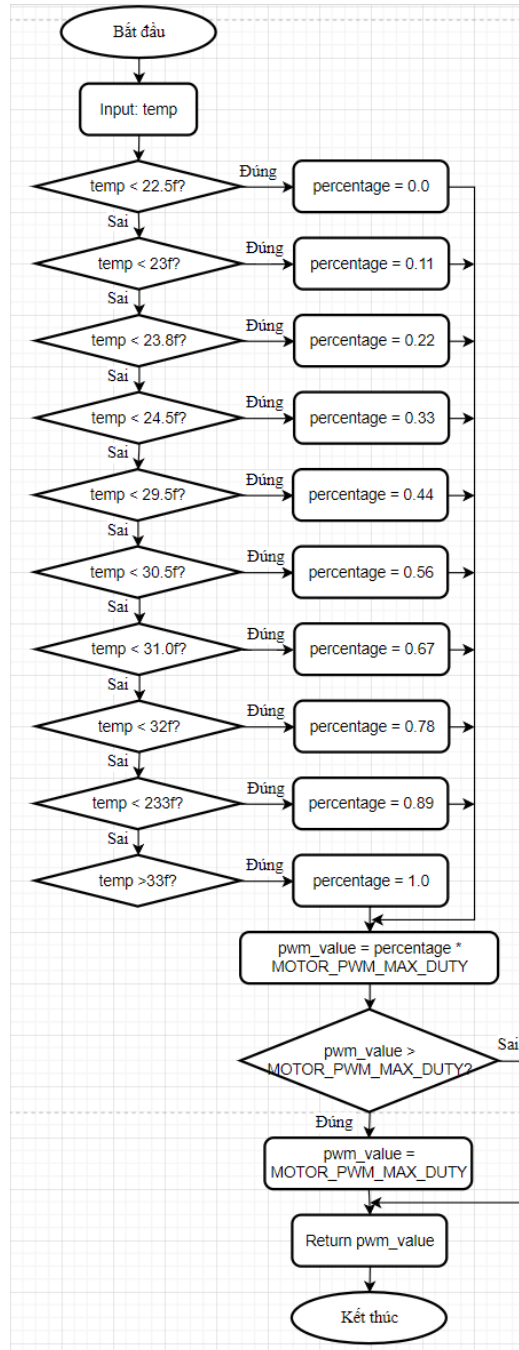 Bắt đầu
Input: temp
temp < 22.5f?
Đúng
percentage = 0.0
Sai
temp < 23f?
Đúng
percentage = 0.11
Sai
temp < 23.8f?
Đúng
percentage = 0.22
Sai
temp < 24.5f?
Đúng
percentage = 0.33
Sai
temp < 29.5f?
Đúng
percentage = 0.44
Sai
temp < 30.5f?
Đúng
percentage = 0.56
Sai
temp < 31.0f?
Đúng
percentage = 0.67
Sai
temp < 32f?
Đúng
percentage = 0.78
Sai
temp < 233f?
Đúng
percentage = 0.89
Sai
temp >33f?
Đúng
percentage = 1.0
pwm_value = percentage *
MOTOR_PWM_MAX_DUTY
pwm_value >
MOTOR_PWM_MAX_DUTY?
Sai
Đúng
pwm_value =
MOTOR_PWM_MAX_DUTY
Return pwm_value
Kết thúc